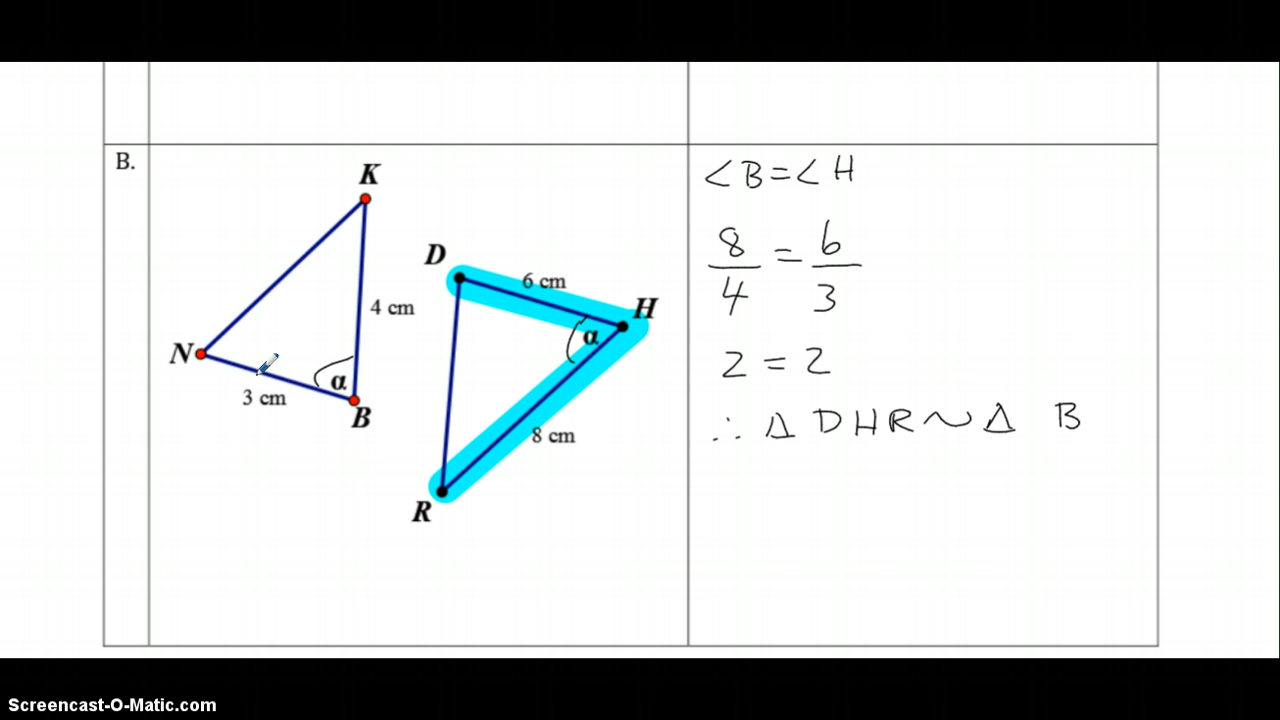 B.
K
D
6 cm
H
4 cm
α
N
α
3 cm
B
8 cm
R
∠B=∠H
8/4 = 6/3
2 = 2
∴ Δ DHR ~ Δ B
Screencast-O-Matic.com